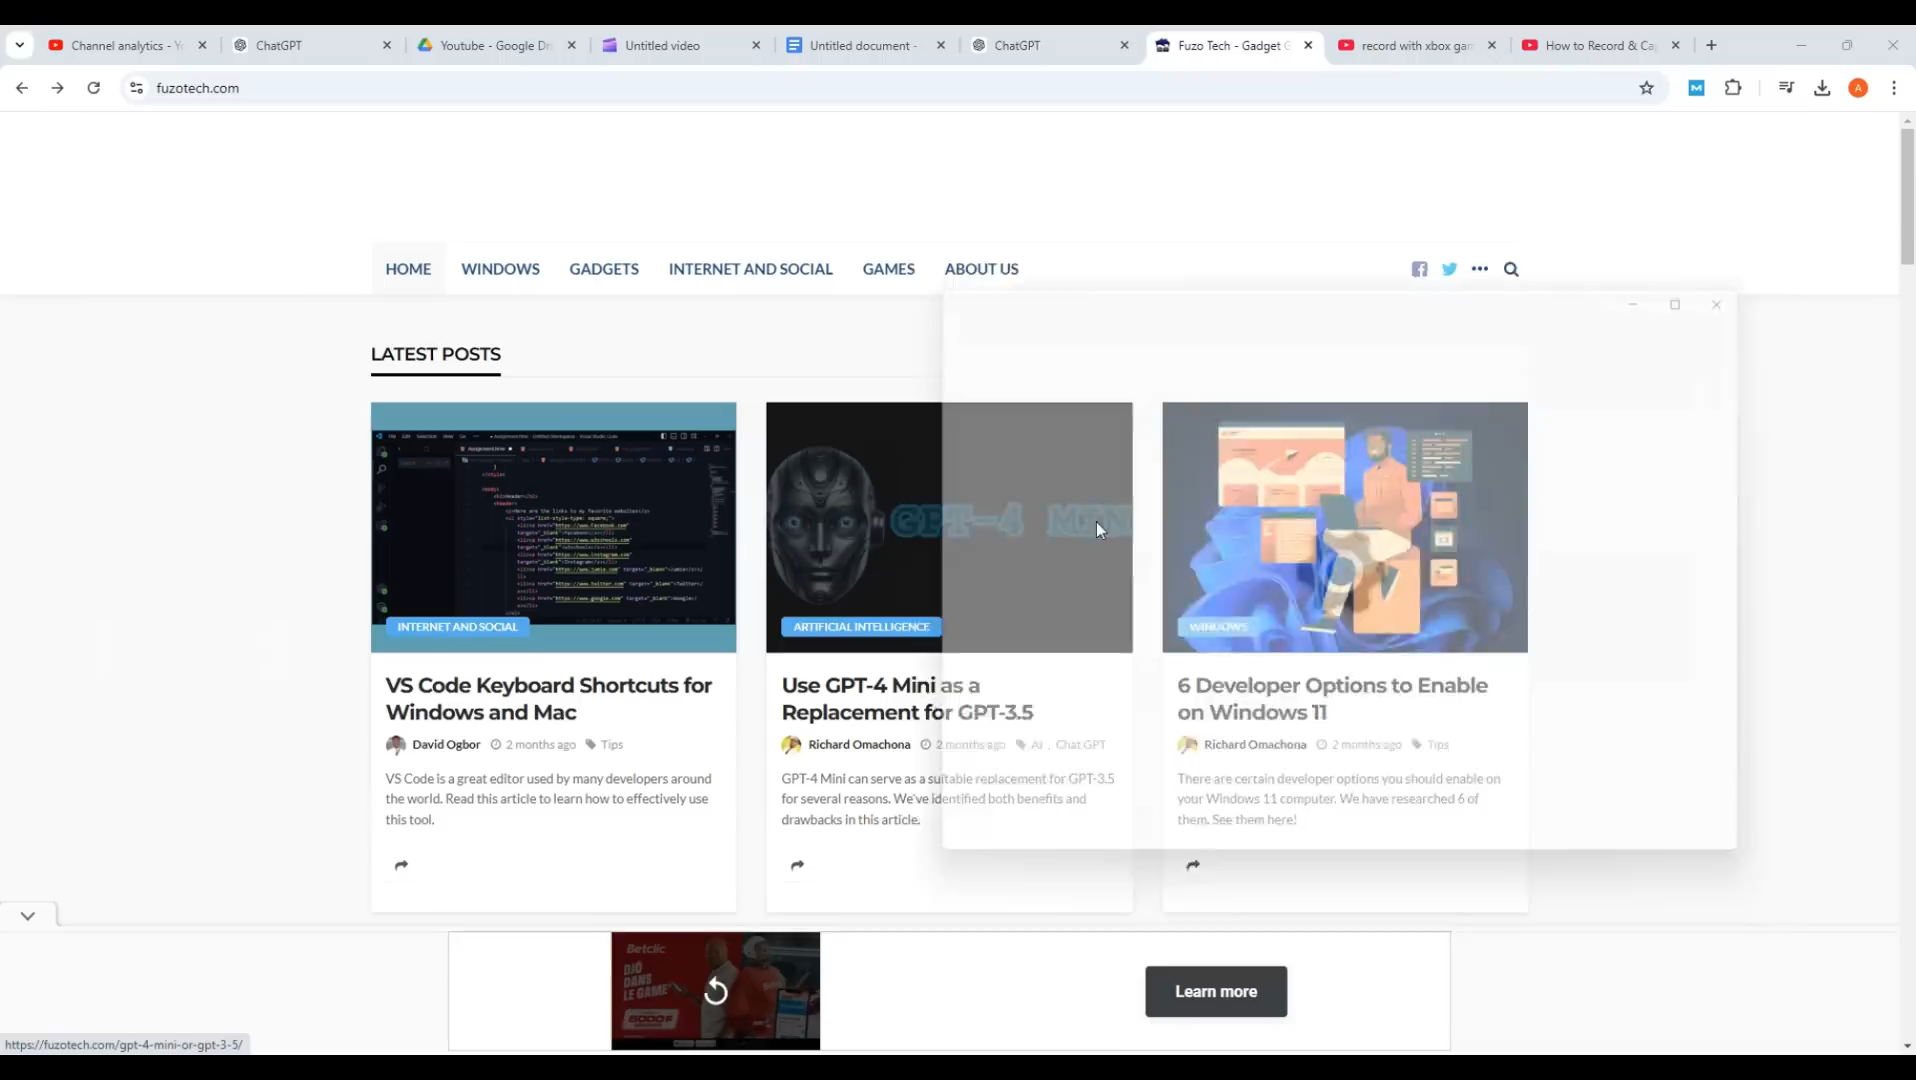 Channel analytics - Y
ChatGPT
Youtube - Google Dr
Untitled video
Untitled document -
ChatGPT
Fuzo Tech - Gadget G
record with xbox gam
How to Record & Ca
fuzotech.com
M
A
HOME
WINDOWS
GADGETS
INTERNET AND SOCIAL
GAMES
ABOUT US
LATEST POSTS
GPT-4 MINI
INTERNET AND SOCIAL
ARTIFICIAL INTELLIGENCE
WINDOWS
VS Code Keyboard Shortcuts for
Windows and Mac
David Ogbor
2 months ago
Tips
VS Code is a great editor used by many developers around
the world. Read this article to learn how to effectively use
this tool.
Use GPT-4 Mini as a
Replacement for GPT-3.5
Richard Omachona
2 months ago
AI , Chat GPT
GPT-4 Mini can serve as a suitable replacement for GPT-3.5
for several reasons. We've identified both benefits and
drawbacks in this article.
6 Developer Options to Enable
on Windows 11
Richard Omachona
2 months ago
Tips
There are certain developer options you should enable on
your Windows 11 computer. We have researched 6 of
them. See them here!
Betclic
DJÔ
DANS
LE GAME
5000F
Learn more
https://fuzotech.com/gpt-4-mini-or-gpt-3-5/